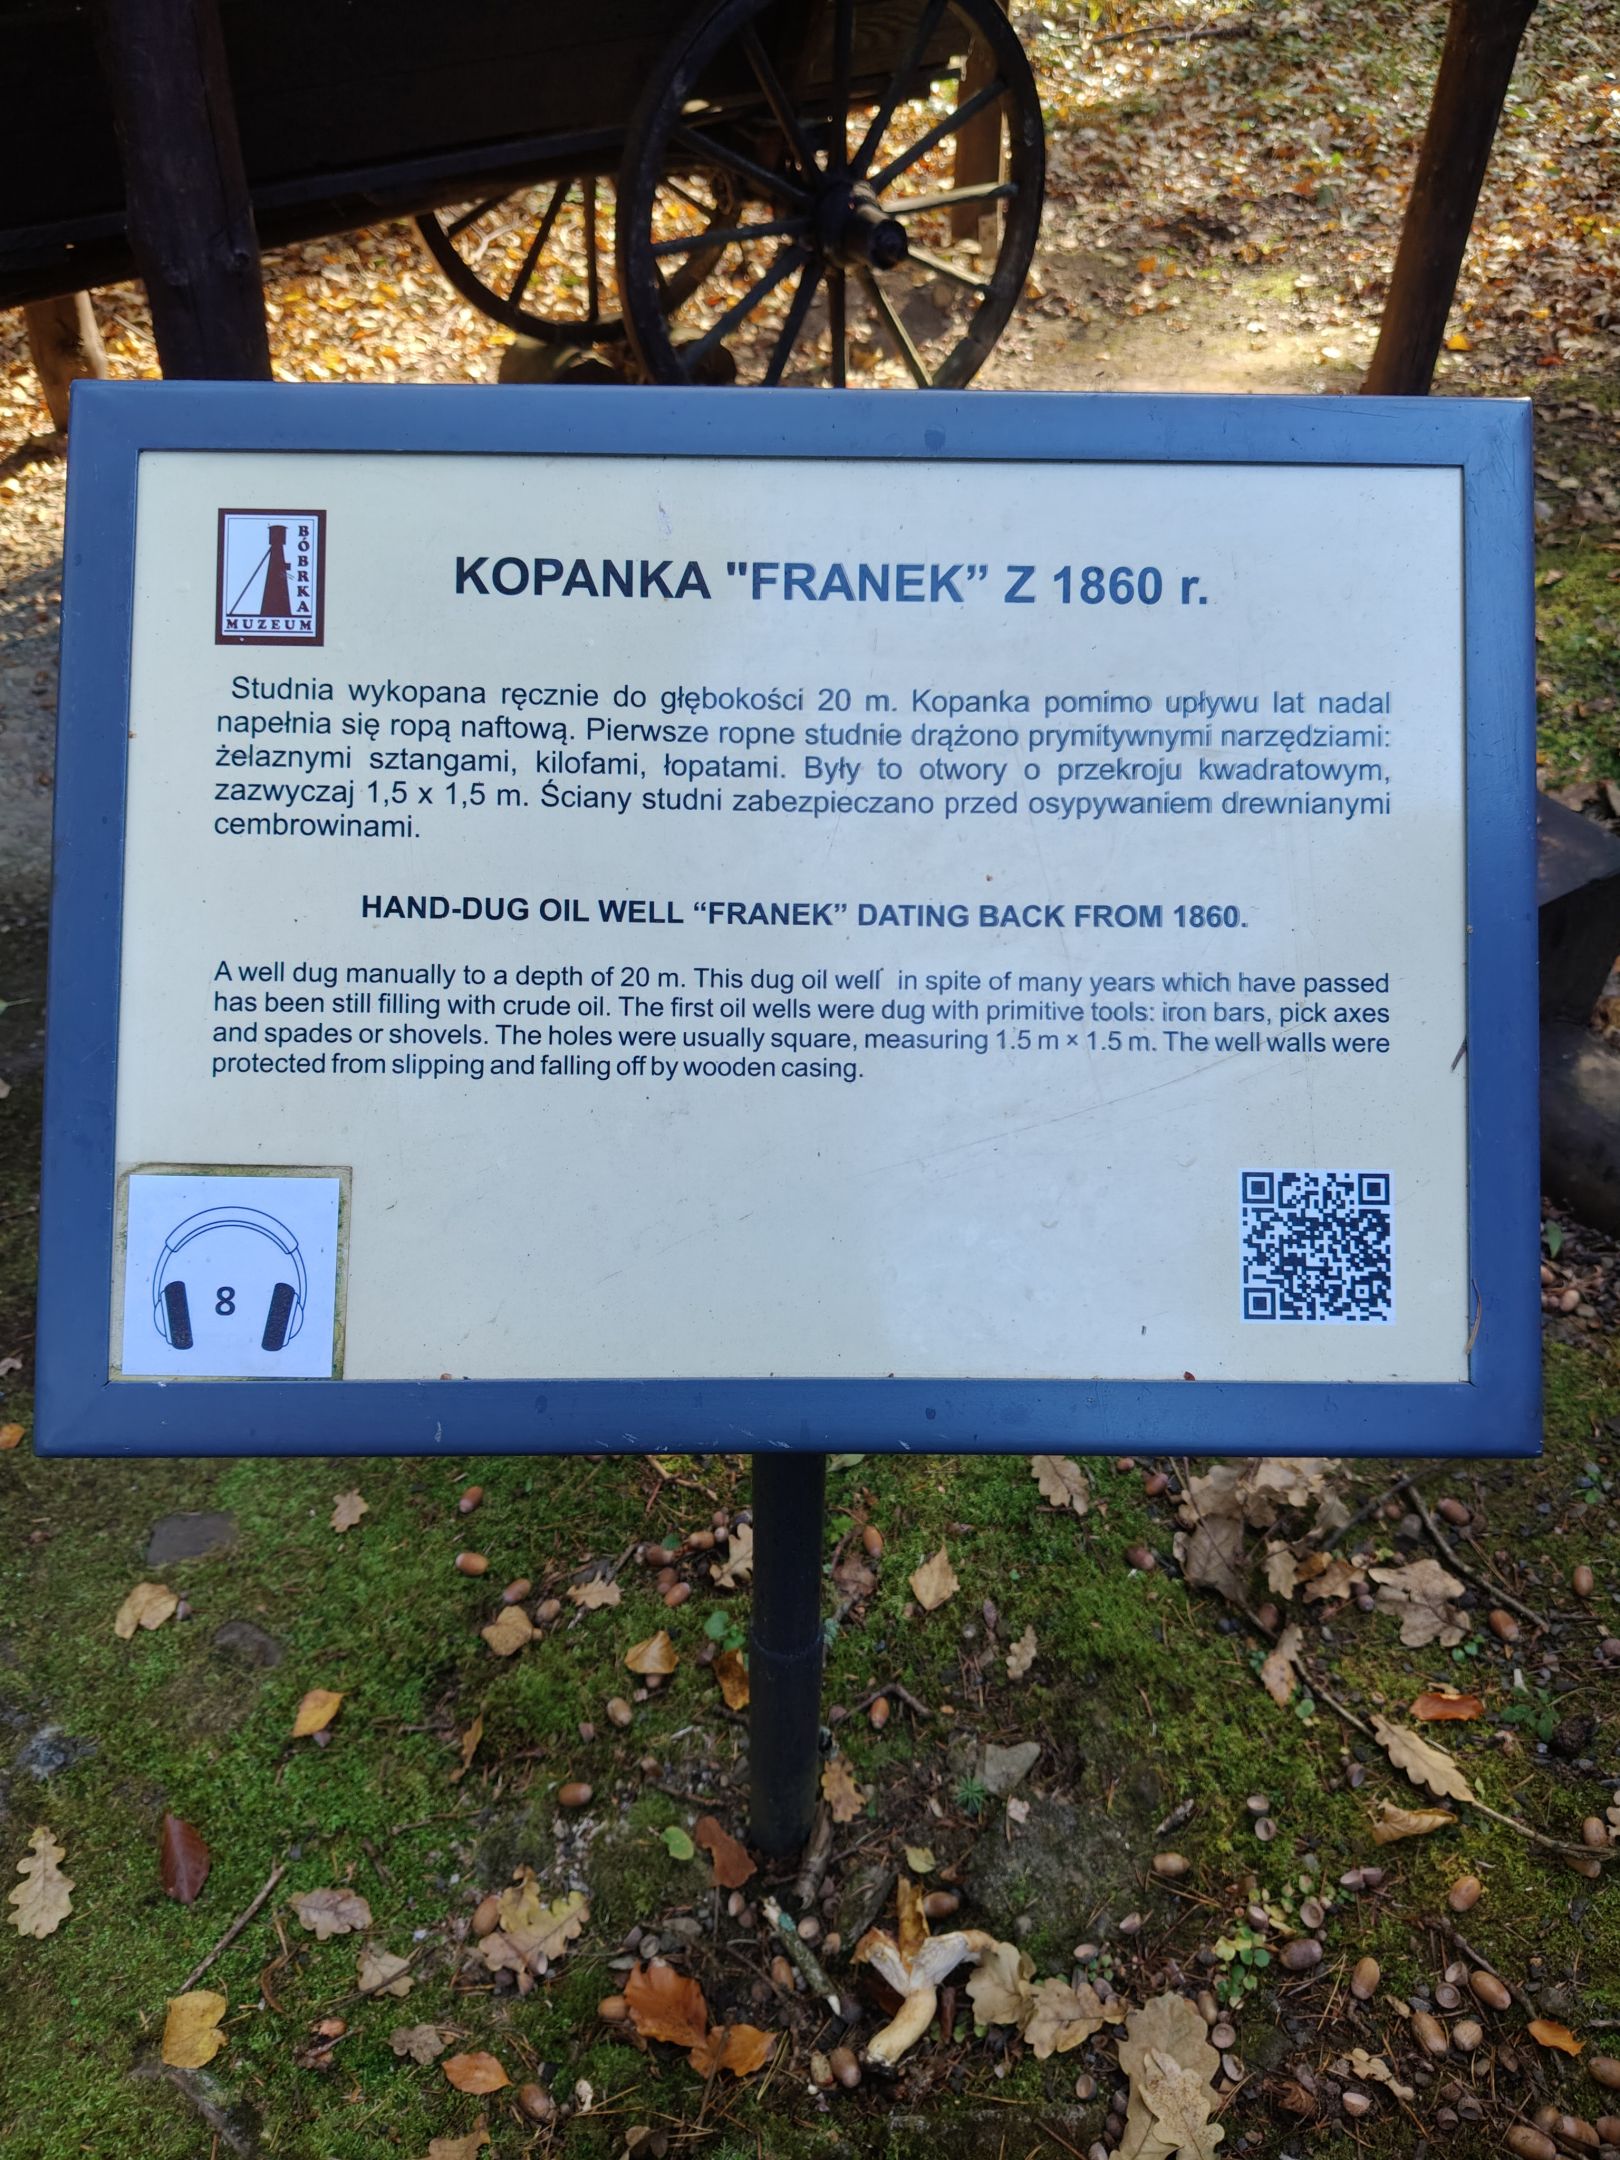 BÓBRKA
MUZEUM
KOPANKA "FRANEK” Z 1860 r.
Studnia wykopana ręcznie do głębokości 20 m. Kopanka pomimo upływu lat nadal
napełnia się ropą naftową. Pierwsze ropne studnie drążono prymitywnymi narzędziami:
żelaznymi sztangami, kilofami, łopatami. Były to otwory o przekroju kwadratowym,
zazwyczaj 1,5 x 1,5 m. Ściany studni zabezpieczano przed osypywaniem drewnianymi
cembrowinami.
HAND-DUG OIL WELL “FRANEK” DATING BACK FROM 1860.
A well dug manually to a depth of 20 m. This dug oil well in spite of many years which have passed
has been still filling with crude oil. The first oil wells were dug with primitive tools: iron bars, pick axes
and spades or shovels. The holes were usually square, measuring 1.5 m × 1.5 m. The well walls were
protected from slipping and falling off by wooden casing.
8